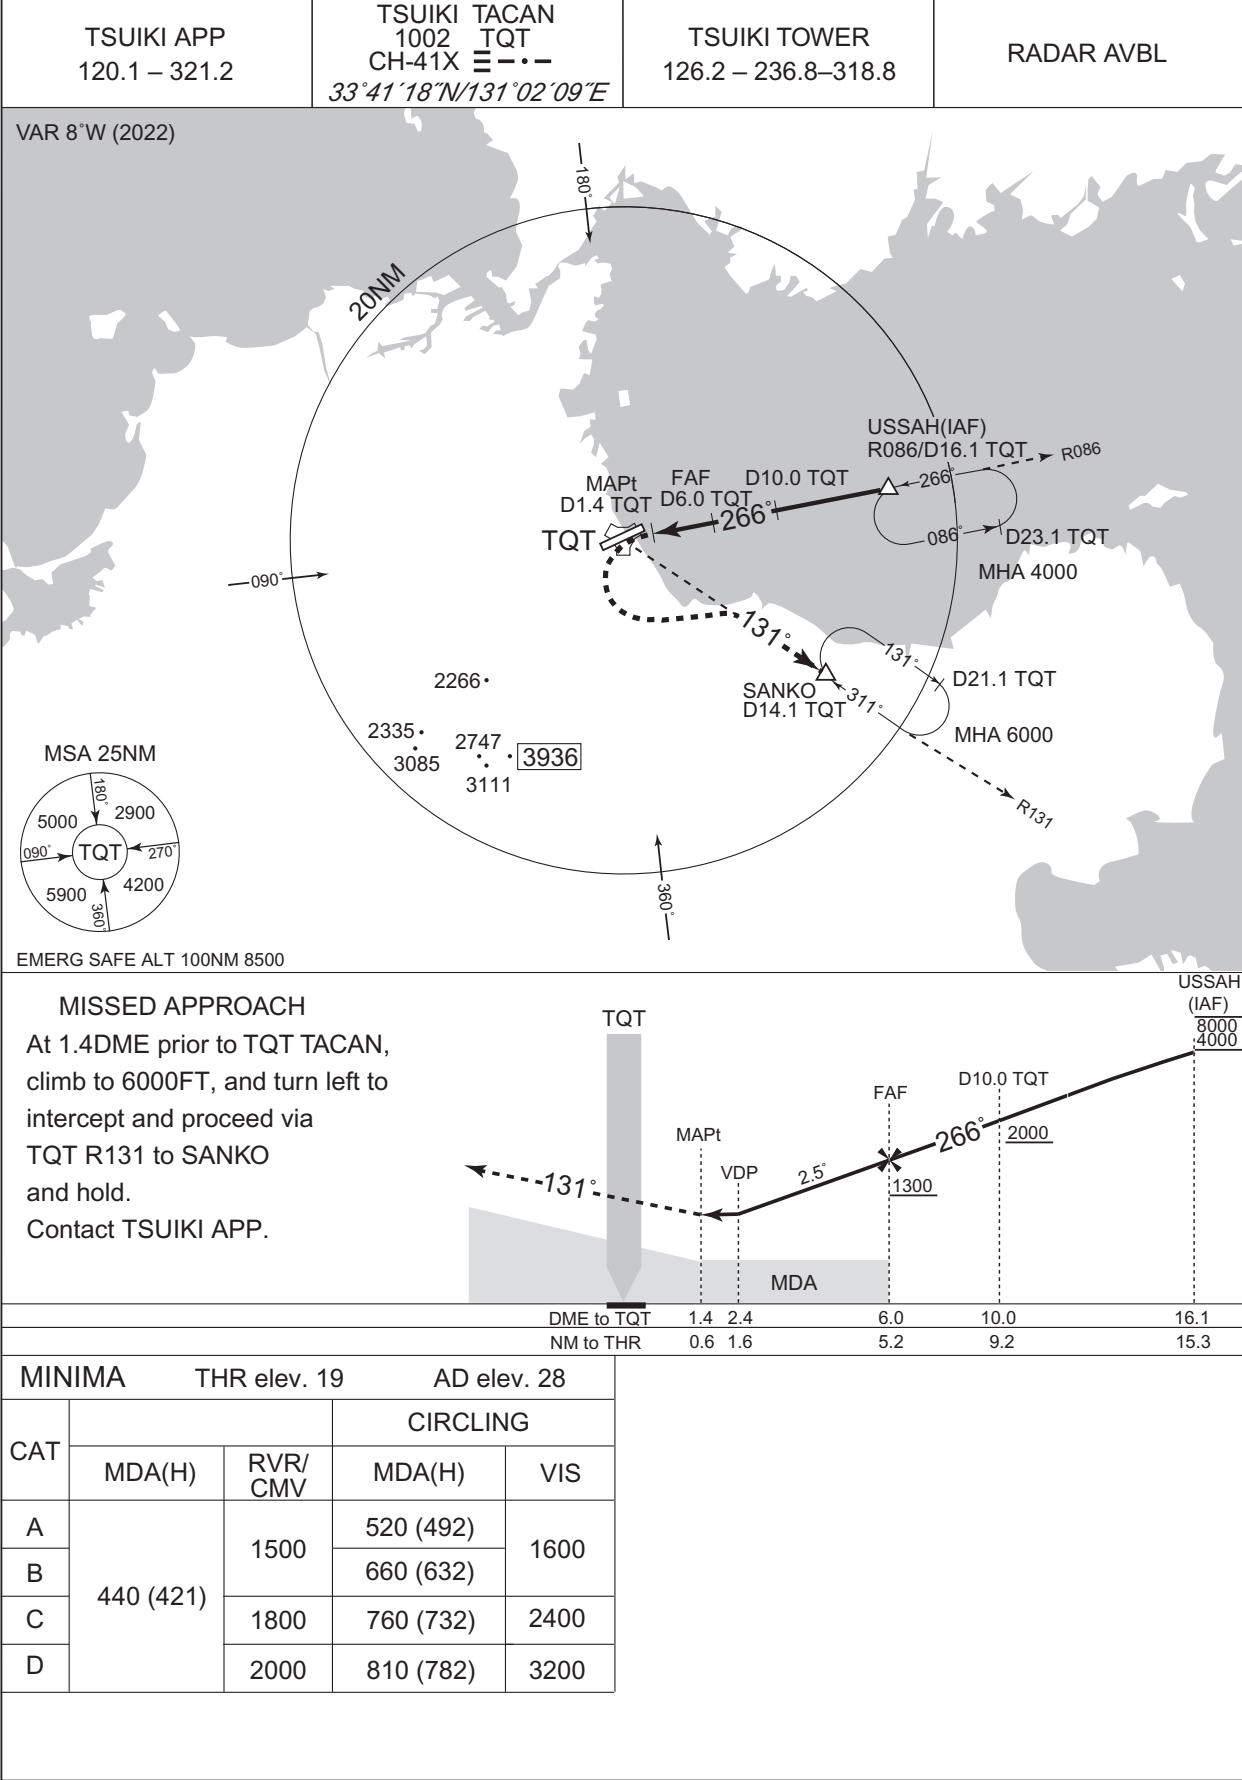 TSUIKI APP
120.1 – 321.2
TSUIKI TACAN
1002 TQT
CH-41X
33˚41´18˝N/131˚02´09˝E
TSUIKI TOWER
126.2 – 236.8–318.8
RADAR AVBL
VAR 8˚W (2022)
180˚
20NM
USSAH(IAF)
R086/D16.1 TQT
R086
266˚
MAPt
D1.4 TQT
FAF
D6.0 TQT
D10.0 TQT
266˚
TQT
086˚
D23.1 TQT
MHA 4000
090˚
131˚
131˚
D21.1 TQT
SANKO
D14.1 TQT
311˚
MHA 6000
R131
2266
2335
3085
2747
3936
3111
360˚
MSA 25NM
180˚
5000
2900
090˚
TQT
270˚
5900
4200
360˚
EMERG SAFE ALT 100NM 8500
MISSED APPROACH
At 1.4DME prior to TQT TACAN,
climb to 6000FT, and turn left to
intercept and proceed via
TQT R131 to SANKO
and hold.
Contact TSUIKI APP.
USSAH
(IAF)
8000
4000
TQT
D10.0 TQT
FAF
266˚
2000
MAPt
VDP
2.5˚
1300
131˚
MDA
DME to TQT 1.4 2.4 6.0 10.0 16.1
NM to THR 0.6 1.6 5.2 9.2 15.3
MINIMA THR elev. 19 AD elev. 28
CAT
CIRCLING
MDA(H)
RVR/
CMV
MDA(H)
VIS
A
B
C
D
440 (421)
1500
1800
2000
520 (492)
660 (632)
760 (732)
810 (782)
1600
2400
3200